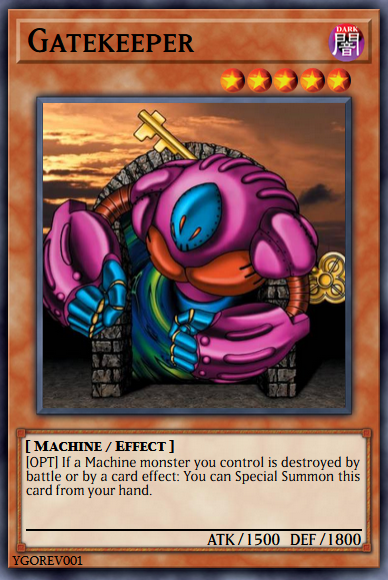 Gatekeeper
DARK
闇
[ Machine / Effect ]
[OPT] If a Machine monster you control is destroyed by
battle or by a card effect: You can Special Summon this
card from your hand.
ATK / 1500 DEF / 1800
YGOREV001